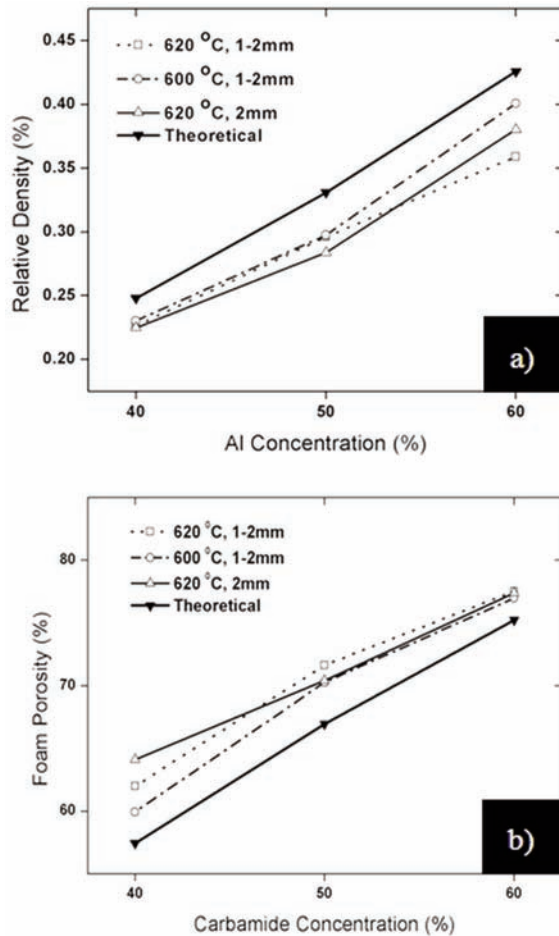 0.45
0.40
0.35
0.30
0.25
0.20
Relative Density (%)
620 °C, 1-2mm
600 °C, 1-2mm
620 °C, 2mm
Theoretical
a)
40 50 60
Al Concentration (%)
80
70
60
Foam Porosity (%)
620 °C, 1-2mm
600 °C, 1-2mm
620 °C, 2mm
Theoretical
b)
40 50 60
Carbamide Concentration (%)